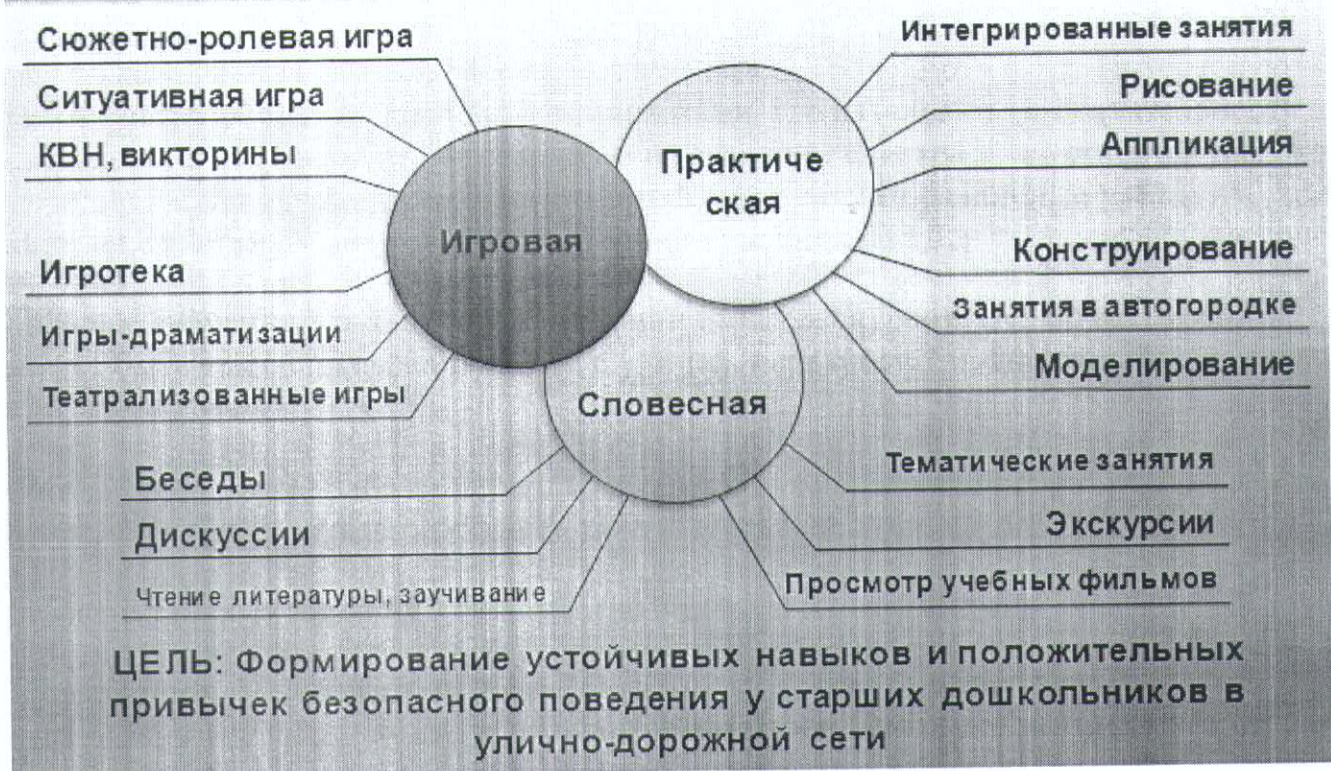 Сюжетно-ролевая игра
Ситуативная игра
КВН, викторины
Игровая
Игротека
Игры-драматизации
Театрализованные игры
Интегрированные занятия
Рисование
Аппликация
Практиче
ская
Конструирование
Занятия в автогородке
Моделирование
Словесная
Беседы
Дискуссии
Чтение литературы, заучивание
Тематические занятия
Экскурсии
Просмотр учебных фильмов
ЦЕЛЬ: Формирование устойчивых навыков и положительных
привычек безопасного поведения у старших дошкольников в
улично-дорожной сети